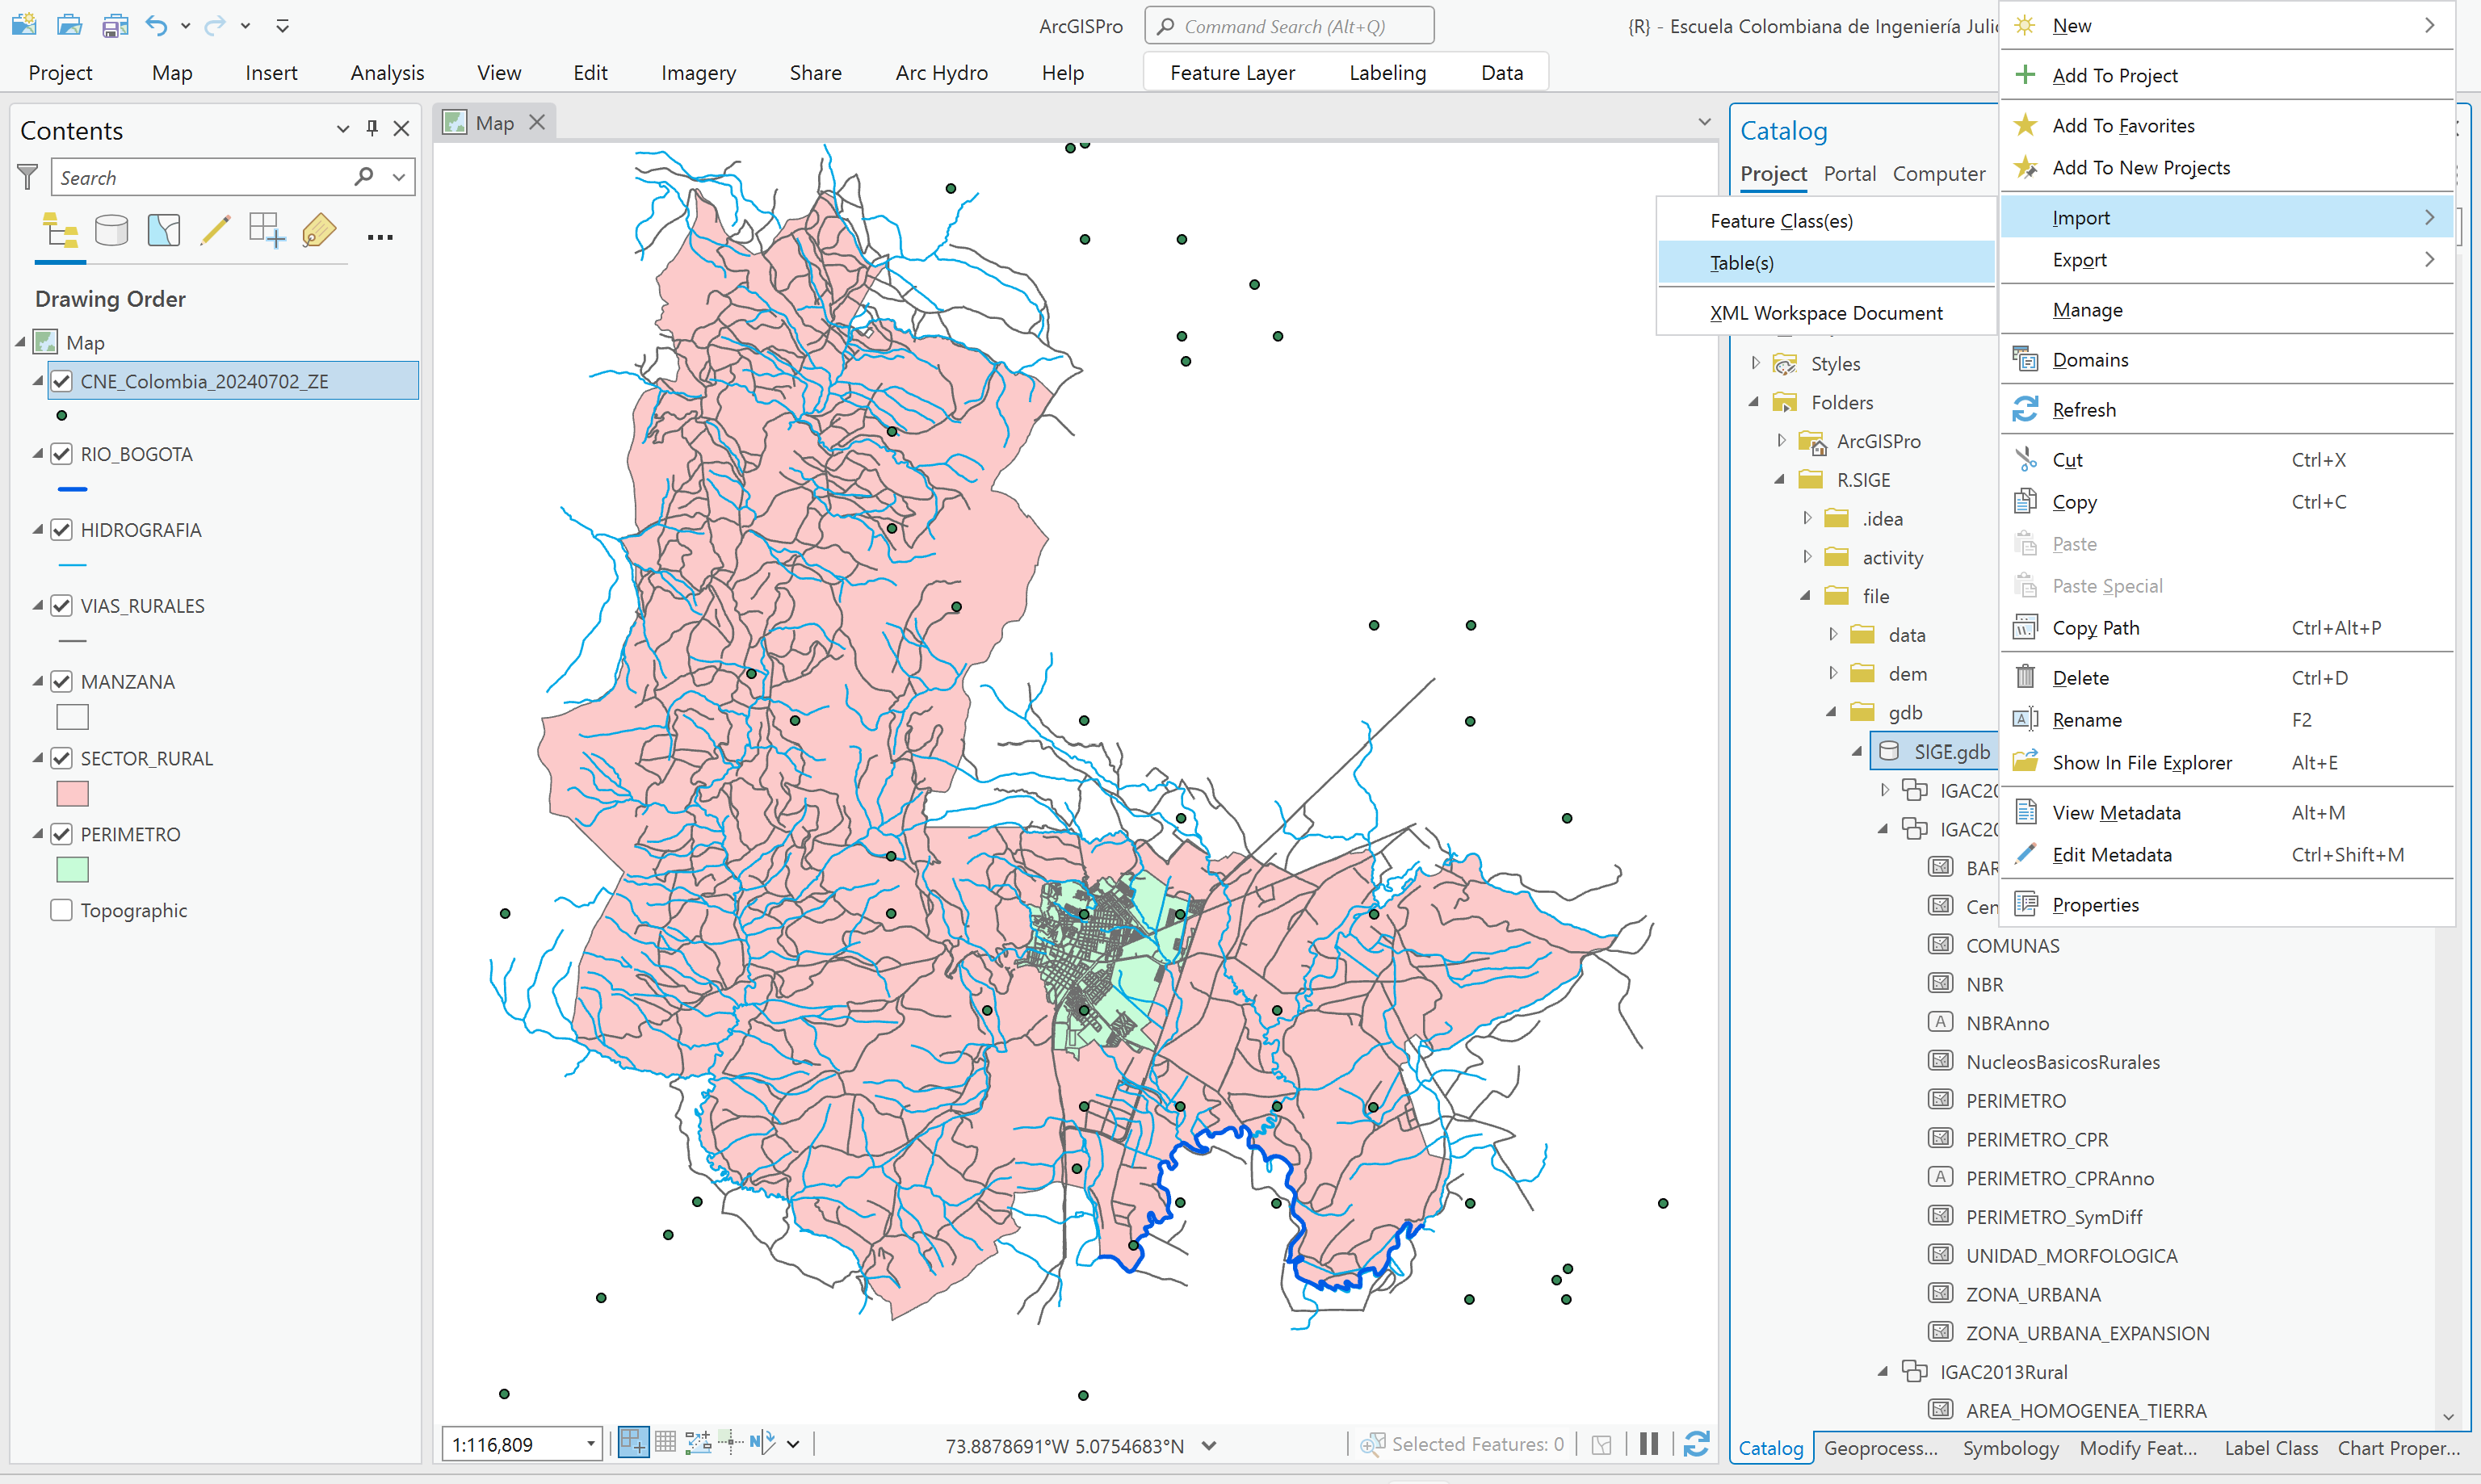 ArcGISPro
Command Search (Alt+Q)
{R} - Escuela Colombiana de Ingeniería
Project Map Insert Analysis View Edit Imagery Share Arc Hydro Help Feature Layer Labeling Data
Contents
Search
Drawing Order
Map
CNE_Colombia_20240702_ZE
RIO_BOGOTA
HIDROGRAFIA
VIAS_RURALES
MANZANA
SECTOR_RURAL
PERIMETRO
Topographic
Map
1:116,809
73.8878691°W 5.0754683°N
Selected Features: 0
Catalog
Project Portal Computer
Feature Class(es)
Table(s)
XML Workspace Document
Styles
Folders
ArcGISPro
R.SIGE
.idea
activity
file
data
dem
gdb
SIGE.gdb
COMUNAS
NBR
NBRAnno
NucleosBasicosRurales
PERIMETRO
PERIMETRO_CPR
PERIMETRO_CPRAnno
PERIMETRO_SymDiff
UNIDAD_MORFOLOGICA
ZONA_URBANA
ZONA_URBANA_EXPANSION
IGAC2013Rural
AREA_HOMOGENEA_TIERRA
New
Add To Project
Add To Favorites
Add To New Projects
Import
Export
Manage
Domains
Refresh
Cut Ctrl+X
Copy Ctrl+C
Paste
Paste Special
Copy Path Ctrl+Alt+P
Delete Ctrl+D
Rename F2
Show In File Explorer Alt+E
View Metadata Alt+M
Edit Metadata Ctrl+Shift+M
Properties
Catalog Geoprocess... Symbology Modify Feat... Label Class Chart Proper...